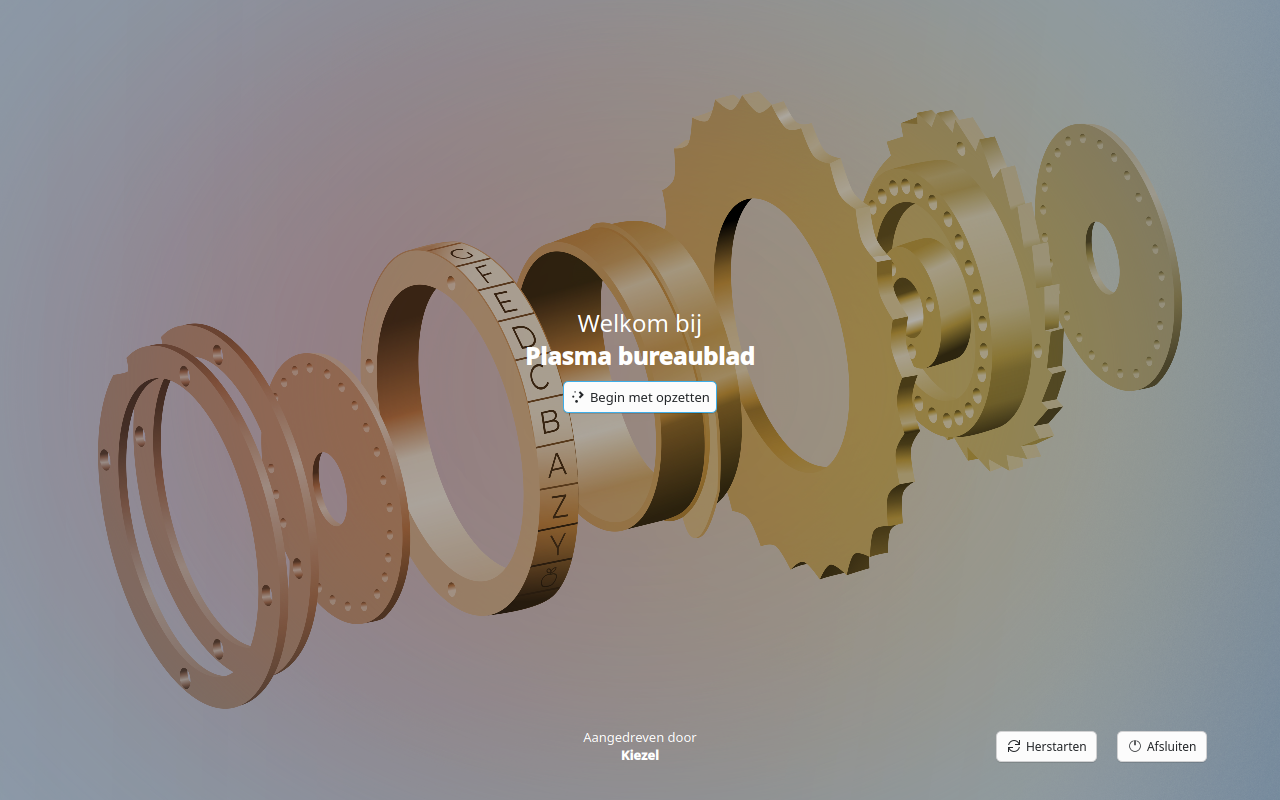 G
F
E
D
C
B
A
Z
Y
Welkom bij
Plasma bureaublad
Begin met opzetten
Aangedreven door
Kiezel
Herstarten
Afsluiten